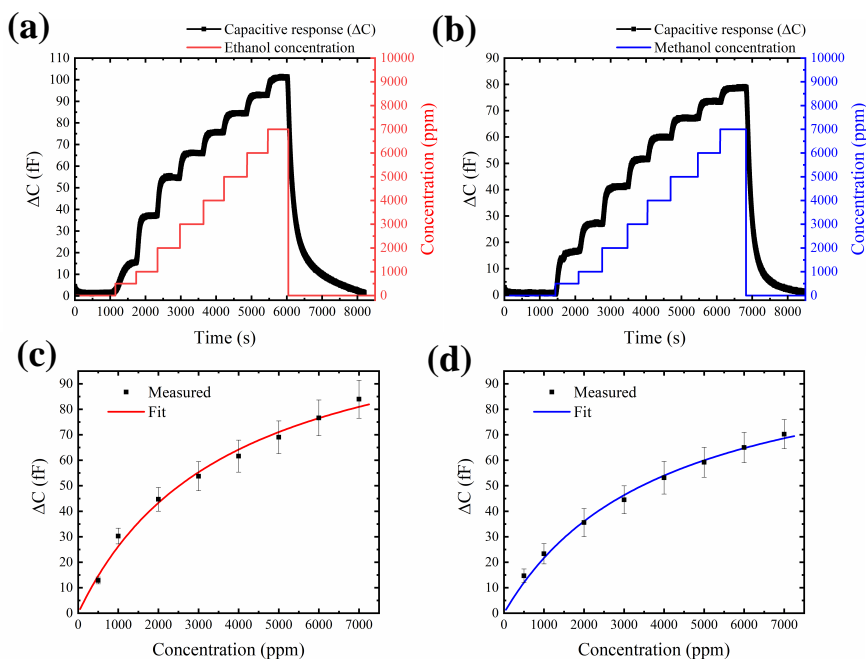 (a)
Capacitive response (ΔC)
Ethanol concentration
110
100
90
80
70
60
50
40
30
20
10
0
ΔC (fF)
10000
9000
8000
7000
6000
5000
4000
3000
2000
1000
0
Concentration (ppm)
0 1000 2000 3000 4000 5000 6000 7000 8000
Time (s)
(b)
Capacitive response (ΔC)
Methanol concentration
90
80
70
60
50
40
30
20
10
0
ΔC (fF)
10000
9000
8000
7000
6000
5000
4000
3000
2000
1000
0
Concentration (ppm)
0 1000 2000 3000 4000 5000 6000 7000 8000
Time (s)
(c)
Measured
Fit
90
80
70
60
50
40
30
20
10
0
ΔC (fF)
0 1000 2000 3000 4000 5000 6000 7000
Concentration (ppm)
(d)
Measured
Fit
90
80
70
60
50
40
30
20
10
0
ΔC (fF)
0 1000 2000 3000 4000 5000 6000 7000
Concentration (ppm)